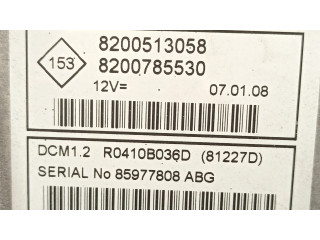 153
8200513058
8200785530
12V= 07.01.08
DCM1.2 R0410B036D (81227D)
SERIAL No 85977808 ABG